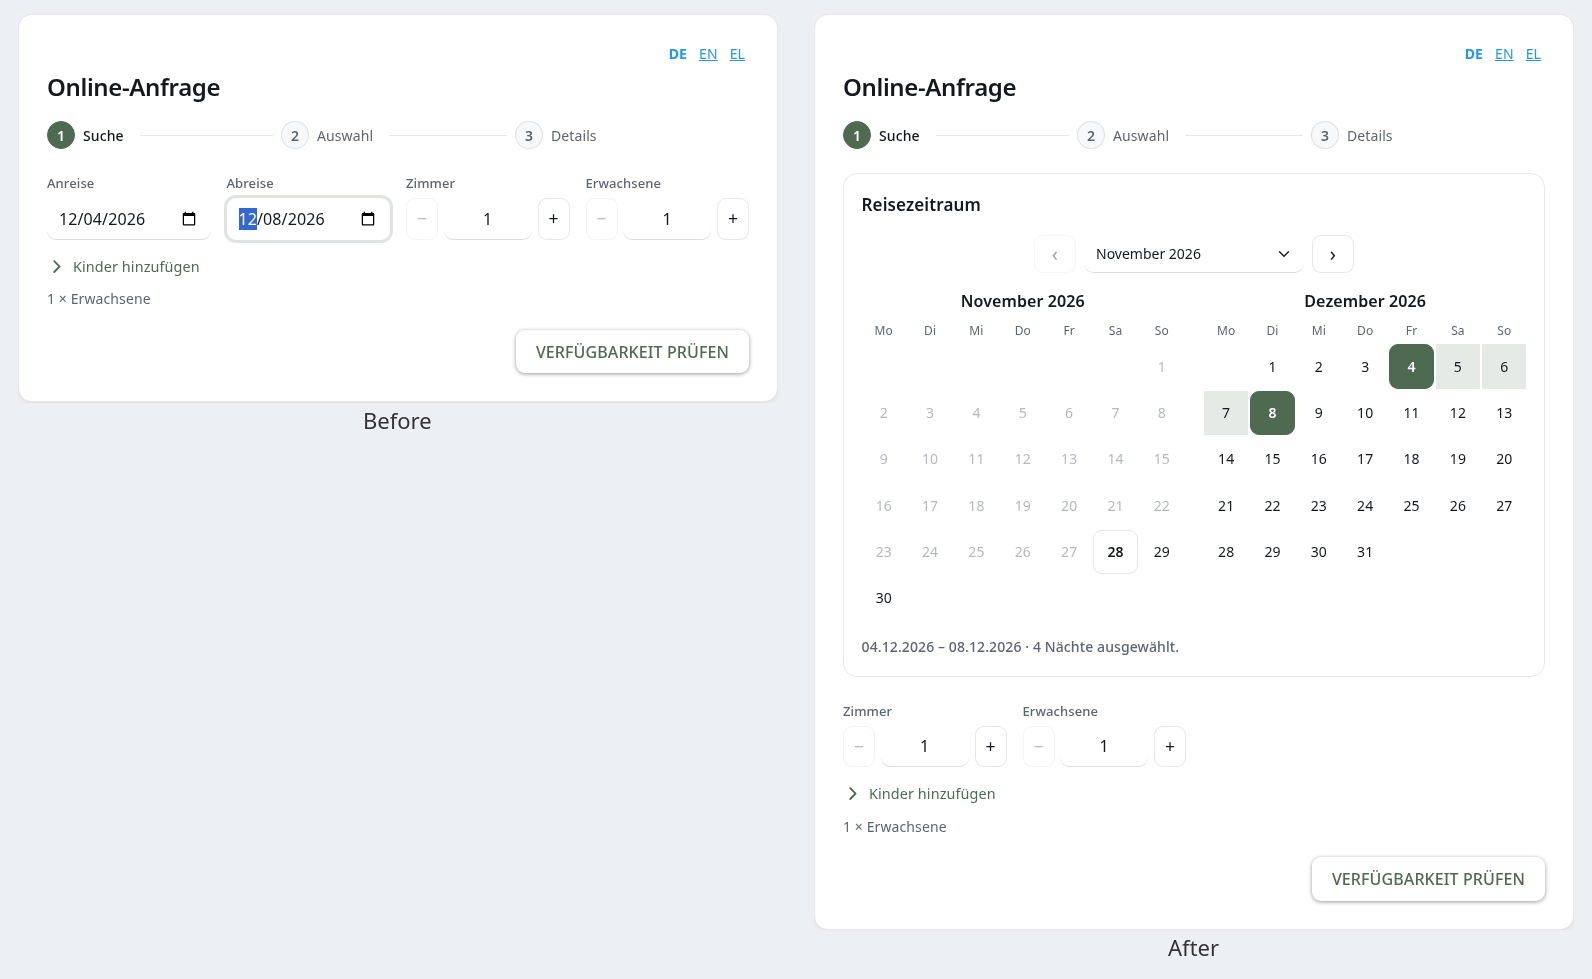 DE EN EL
Online-Anfrage
1 Suche 2 Auswahl 3 Details
Anreise Abreise Zimmer Erwachsene
12/04/2026 12/08/2026 − 1 + − 1 +
Kinder hinzufügen
1 × Erwachsene
VERFÜGBARKEIT PRÜFEN
Before
DE EN EL
Online-Anfrage
1 Suche 2 Auswahl 3 Details
Reisezeitraum
‹ November 2026 ›
November 2026
Mo Di Mi Do Fr Sa So
1
2 3 4 5 6 7 8
9 10 11 12 13 14 15
16 17 18 19 20 21 22
23 24 25 26 27 28 29
30
Dezember 2026
Mo Di Mi Do Fr Sa So
1 2 3 4 5 6
7 8 9 10 11 12 13
14 15 16 17 18 19 20
21 22 23 24 25 26 27
28 29 30 31
04.12.2026 – 08.12.2026 · 4 Nächte ausgewählt.
Zimmer Erwachsene
− 1 + − 1 +
Kinder hinzufügen
1 × Erwachsene
VERFÜGBARKEIT PRÜFEN
After